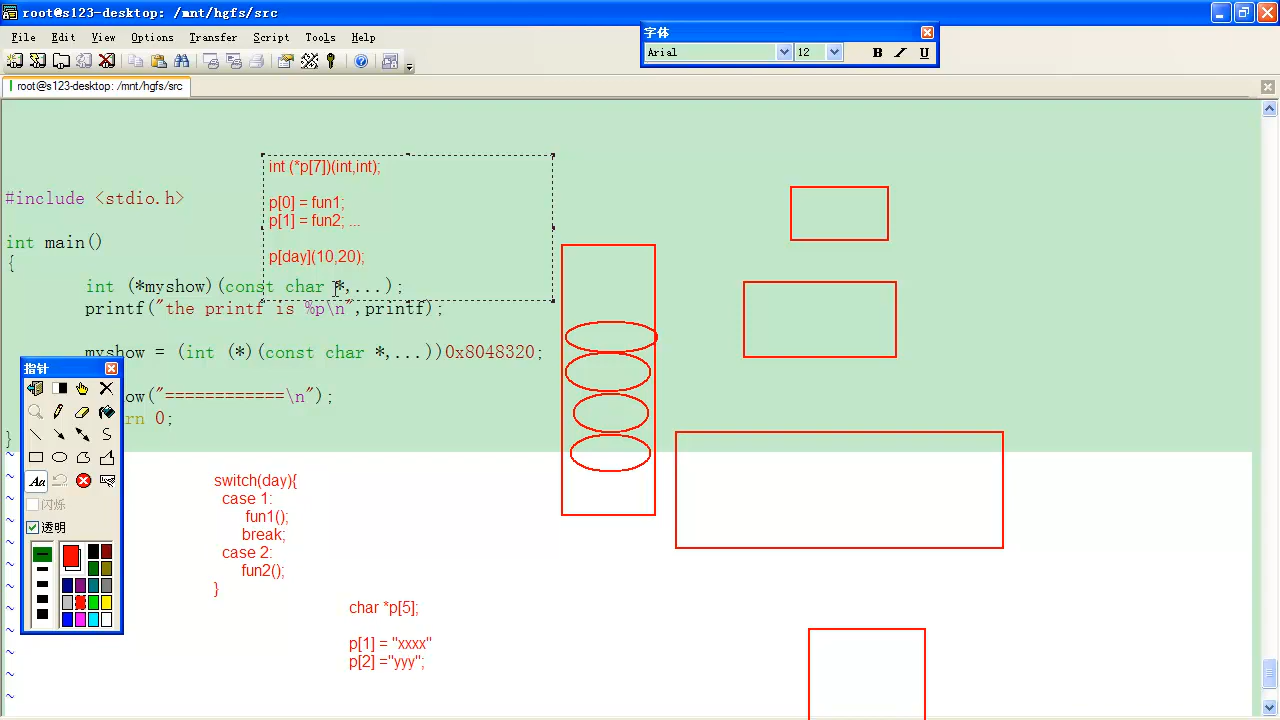 root@s123-desktop: /mnt/hgfs/src
File Edit View Options Transfer Script Tools Help
字体
Arial 12 B I U
root@s123-desktop: /mnt/hgfs/src
int (*p[7])(int,int);
p[0] = fun1;
p[1] = fun2; ...
p[day](10,20);
#include <stdio.h>
int main()
{
int (*myshow)(const char *,...);
printf("the printf is %p\n",printf);
myshow = (int (*)(const char *,...))0x8048320;
ow("============\n");
rn 0;
}
指针
Aa
闪烁
透明
switch(day){
case 1:
fun1();
break;
case 2:
fun2();
}
char *p[5];
p[1] = "xxxx"
p[2] ="yyy";
~
~
~
~
~
~
~
~
~
~
~
~